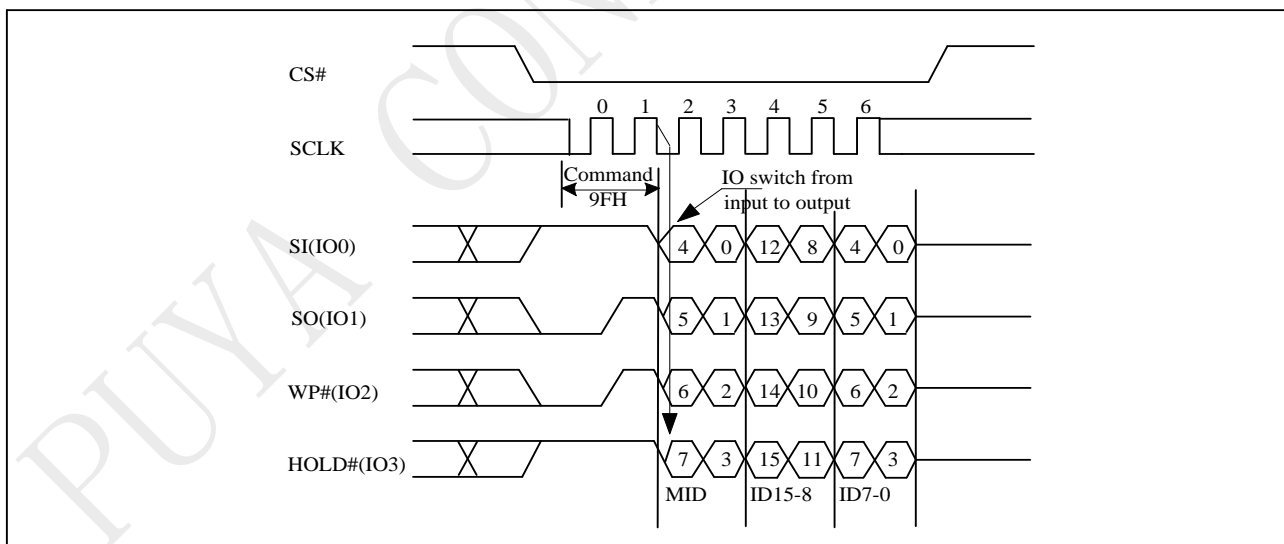 PUYA CON
CS#
0 1 2 3 4 5 6
SCLK
Command
9FH
IO switch from
input to output
SI(IO0) 4 0 12 8 4 0
SO(IO1) 5 1 13 9 5 1
WP#(IO2) 6 2 14 10 6 2
HOLD#(IO3) 7 3 15 11 7 3
MID ID15-8 ID7-0